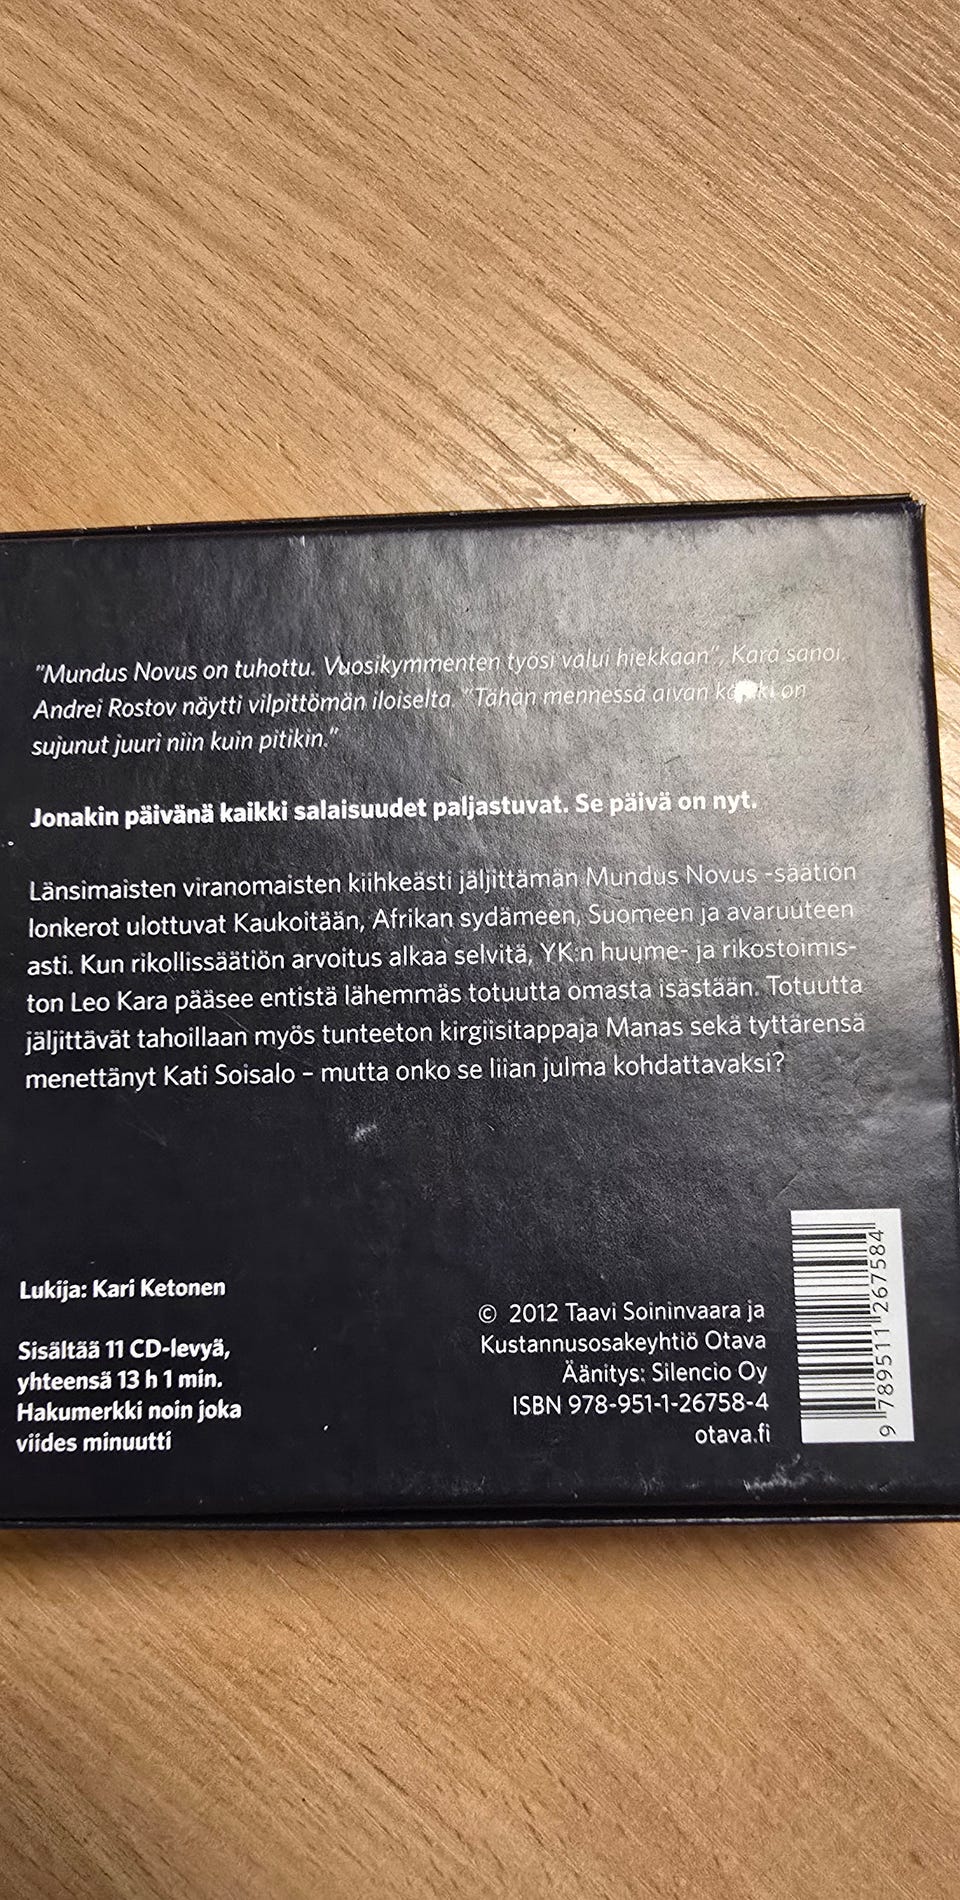 "Mundus Novus on tuhottu. Vuosikymmenten työsi valui hiekkaan", Kara sanoi.
Andrei Rostov näytti vilpittömän iloiselta. "Tähän mennessä aivan kaikki on
sujunut juuri niin kuin pitikin."
Jonakin päivänä kaikki salaisuudet paljastuvat. Se päivä on nyt.
Länsimaisten viranomaisten kiihkeästi jäljittämän Mundus Novus -säätiön
lonkerot ulottuvat Kaukoitään, Afrikan sydämeen, Suomeen ja avaruuteen
asti. Kun rikollissäätiön arvoitus alkaa selvitä, YK:n huume- ja rikostoimis-
ton Leo Kara pääsee entistä lähemmäs totuutta omasta isästään. Totuutta
jäljittävät tahoillaan myös tunteeton kirgiisitappaja Manas sekä tyttärensä
menettänyt Kati Soisalo – mutta onko se liian julma kohdattavaksi?
Lukija: Kari Ketonen
Sisältää 11 CD-levyä,
yhteensä 13 h 1 min.
Hakumerkki noin joka
viides minuutti
© 2012 Taavi Soininvaara ja
Kustannusosakeyhtiö Otava
Äänitys: Silencio Oy
ISBN 978-951-1-26758-4
otava.fi
9 789511 267584